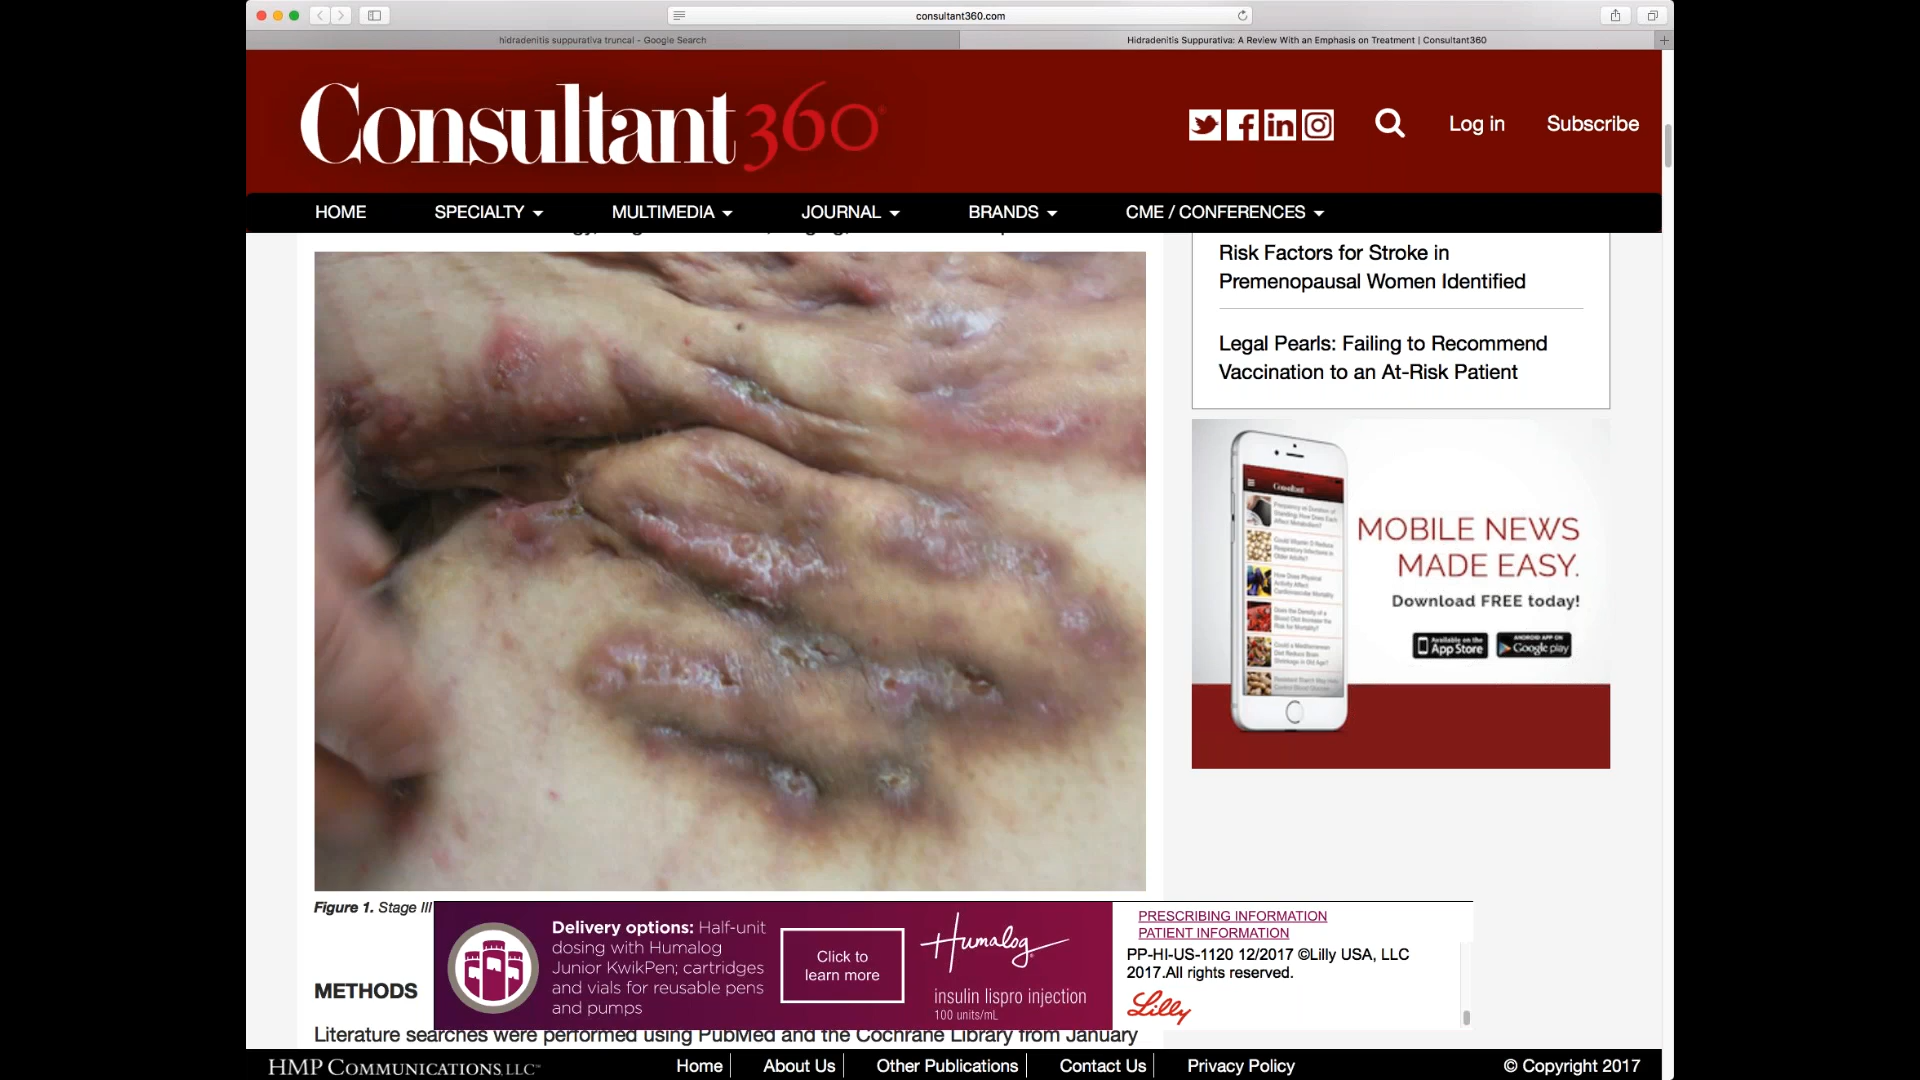 consultant360.com
hidradenitis suppurativa truncal - Google Search
Hidradenitis Suppurativa: A Review With an Emphasis on Treatment | Consultant360
Consultant360
Log in
Subscribe
HOME
SPECIALTY
MULTIMEDIA
JOURNAL
BRANDS
CME / CONFERENCES
Risk Factors for Stroke in
Premenopausal Women Identified
Legal Pearls: Failing to Recommend
Vaccination to an At-Risk Patient
Consultant
MOBILE NEWS
MADE EASY.
Download FREE today!
Available on the
App Store
ANDROID APP ON
Google play
Figure 1. Stage III
Delivery options: Half-unit
dosing with Humalog
Junior KwikPen; cartridges
and vials for reusable pens
and pumps
Click to
learn more
Humalog
insulin lispro injection
100 units/mL
PRESCRIBING INFORMATION
PATIENT INFORMATION
PP-HI-US-1120 12/2017 ©Lilly USA, LLC
2017.All rights reserved.
Lilly
METHODS
Literature searches were performed using PubMed and the Cochrane Library from January
HMP COMMUNICATIONS, LLC
Home
About Us
Other Publications
Contact Us
Privacy Policy
© Copyright 2017